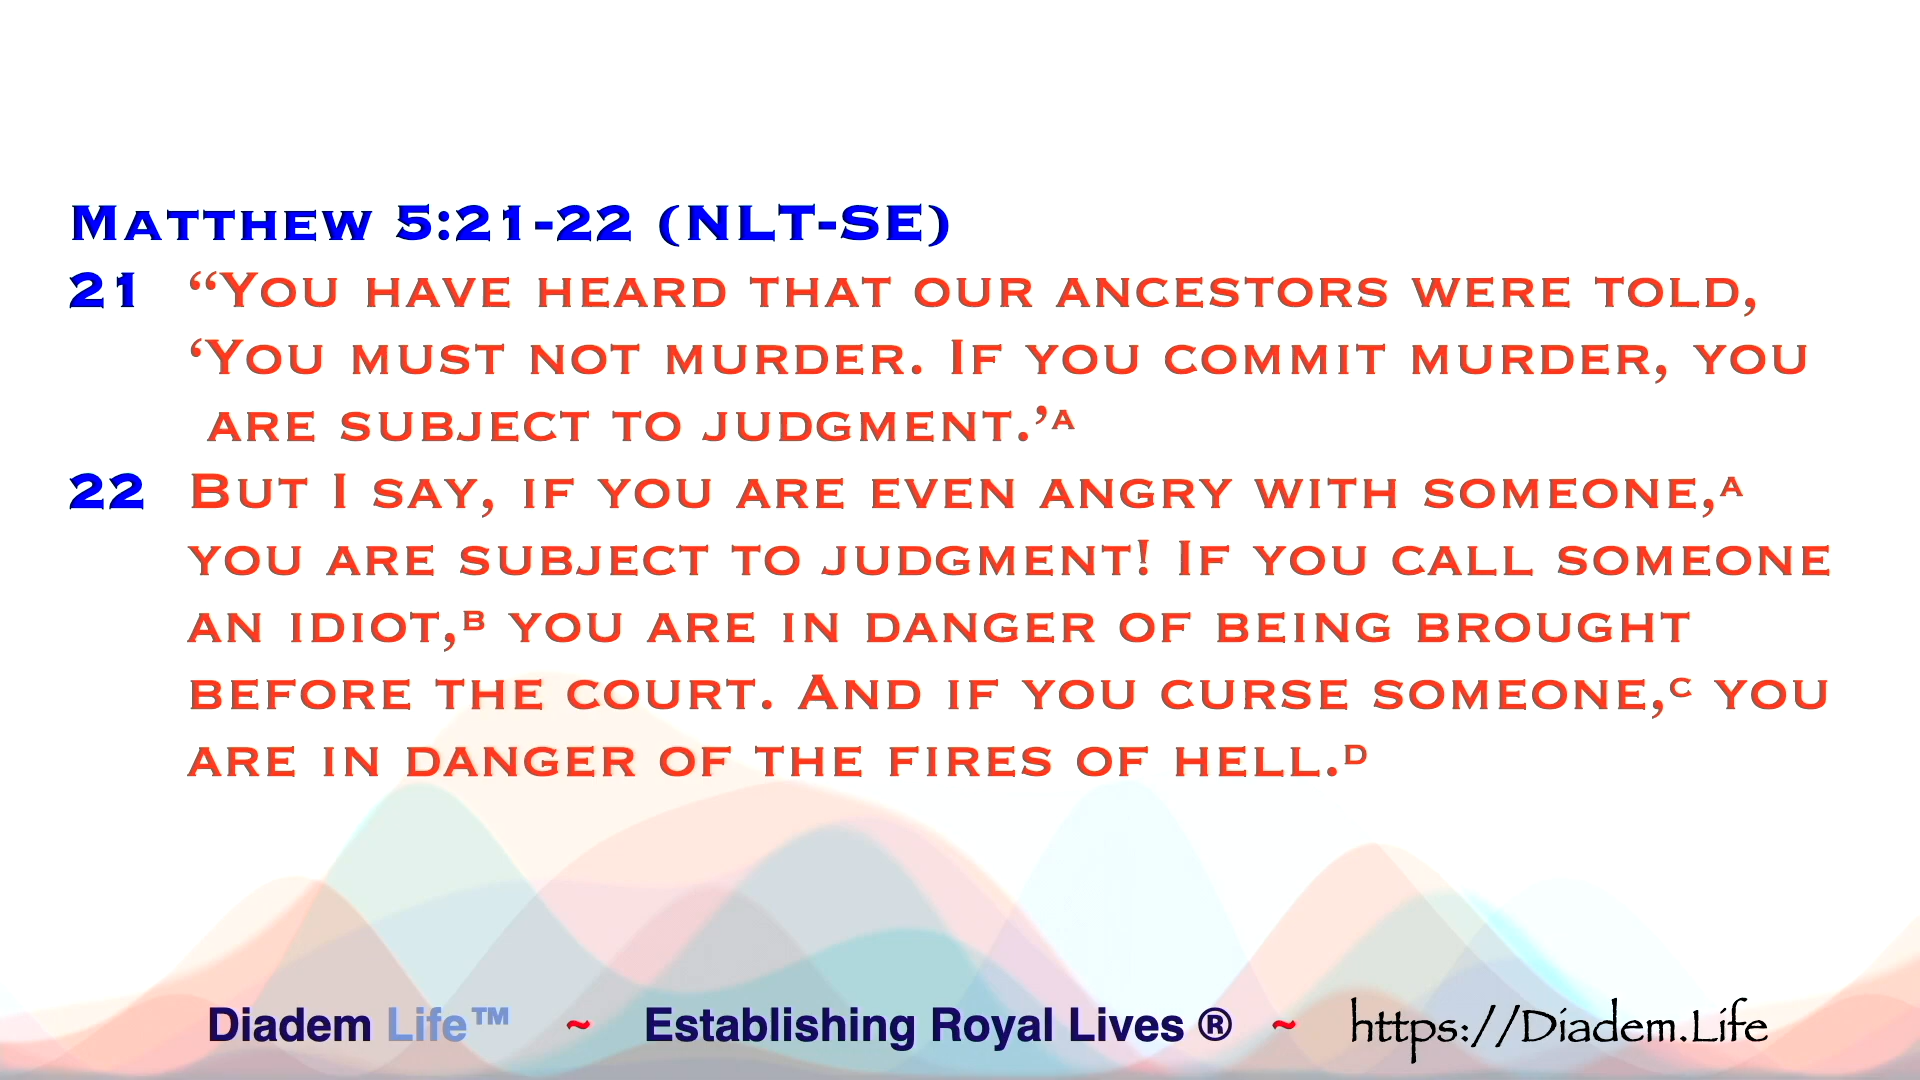 Matthew 5:21-22 (NLT-SE)
21 “You have heard that our ancestors were told,
‘You must not murder. If you commit murder, you
are subject to judgment.’A
22 But I say, if you are even angry with someone,A
you are subject to judgment! If you call someone
an idiot,B you are in danger of being brought
before the court. And if you curse someone,C you
are in danger of the fires of hell.D
Diadem Life™ ~ Establishing Royal Lives ® ~ https://Diadem.Life